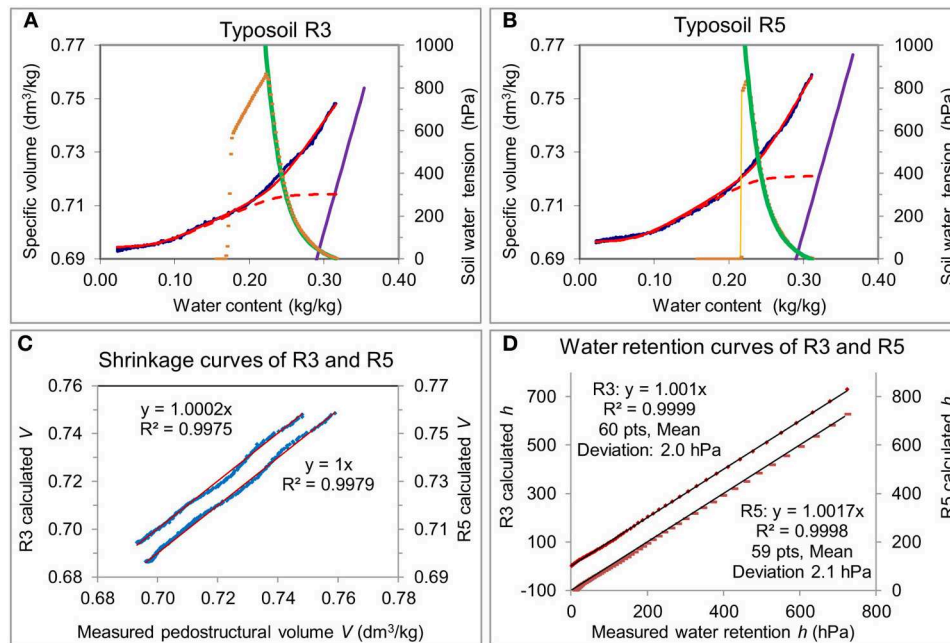 A
Typosoil R3
Specific volume (dm³/kg)
0.77
0.75
0.73
0.71
0.69
0.00
0.10
0.20
0.30
0.40
Water content (kg/kg)
1000
800
600
400
200
0
Soil water tension (hPa)
B
Typosoil R5
Specific volume (dm³/kg)
0.77
0.75
0.73
0.71
0.69
0.00
0.10
0.20
0.30
0.40
Water content (kg/kg)
1000
800
600
400
200
0
Soil water tension (hPa)
C
Shrinkage curves of R3 and R5
R3 calculated V
0.76
0.74
0.72
0.70
0.68
y = 1.0002x
R² = 0.9975
y = 1x
R² = 0.9979
0.77
0.75
0.73
0.71
0.69
R5 calculated V
0.68
0.70
0.72
0.74
0.76
Measured pedostructural volume V (dm³/kg)
D
Water retention curves of R3 and R5
R3 calculated h
700
500
300
100
-100
R3: y = 1.001x
R² = 0.9999
60 pts, Mean
Deviation: 2.0 hPa
R5: y = 1.0017x
R² = 0.9998
59 pts, Mean
Deviation 2.1 hPa
800
600
400
200
0
R5 calculated h
0
200
400
600
800
Measured water retention h (hPa)